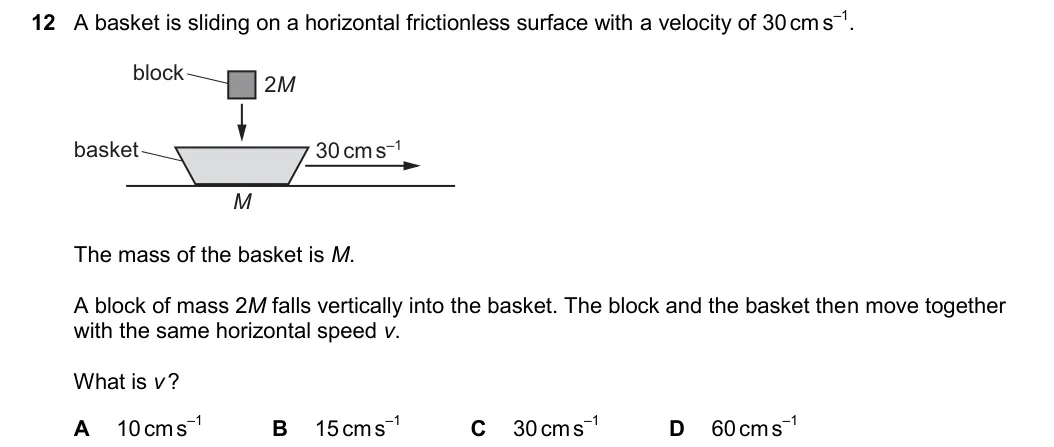 12 A basket is sliding on a horizontal frictionless surface with a velocity of 30 cm s⁻¹.
block
2M
basket
30 cm s⁻¹
M
The mass of the basket is M.
A block of mass 2M falls vertically into the basket. The block and the basket then move together
with the same horizontal speed v.
What is v?
A 10 cm s⁻¹ B 15 cm s⁻¹ C 30 cm s⁻¹ D 60 cm s⁻¹